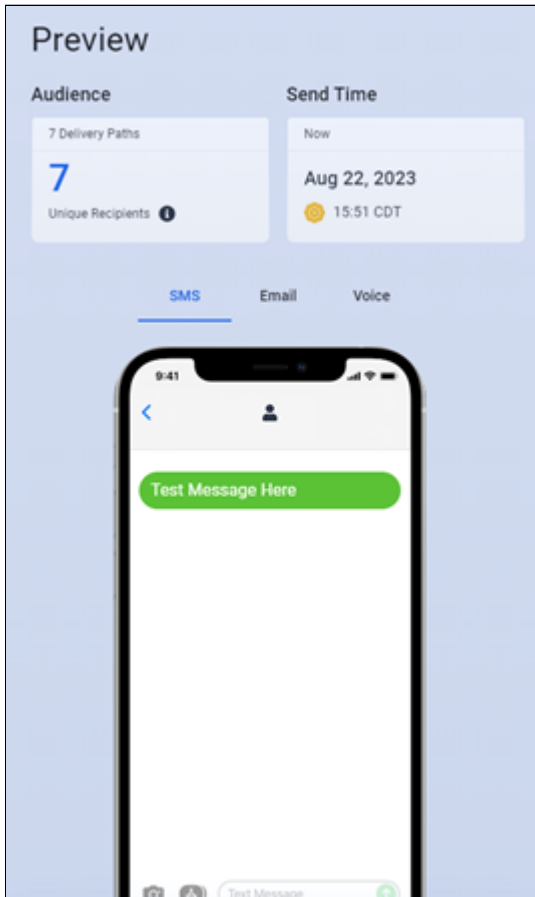 Preview
Audience
Send Time
7 Delivery Paths
Now
7
Aug 22, 2023
Unique Recipients
15:51 CDT
SMS Email Voice
9:41
Test Message Here
Text Message